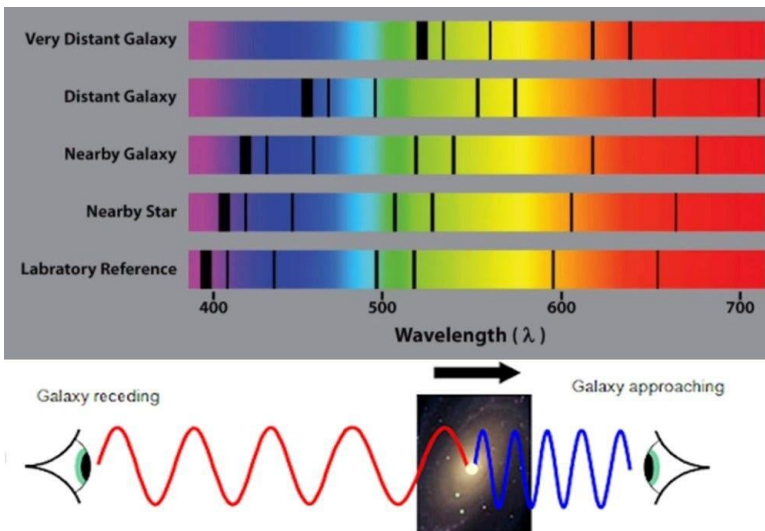 Very Distant Galaxy
Distant Galaxy
Nearby Galaxy
Nearby Star
Labratory Reference
400 500 600 700
Wavelength ( λ )
Galaxy receding
Galaxy approaching